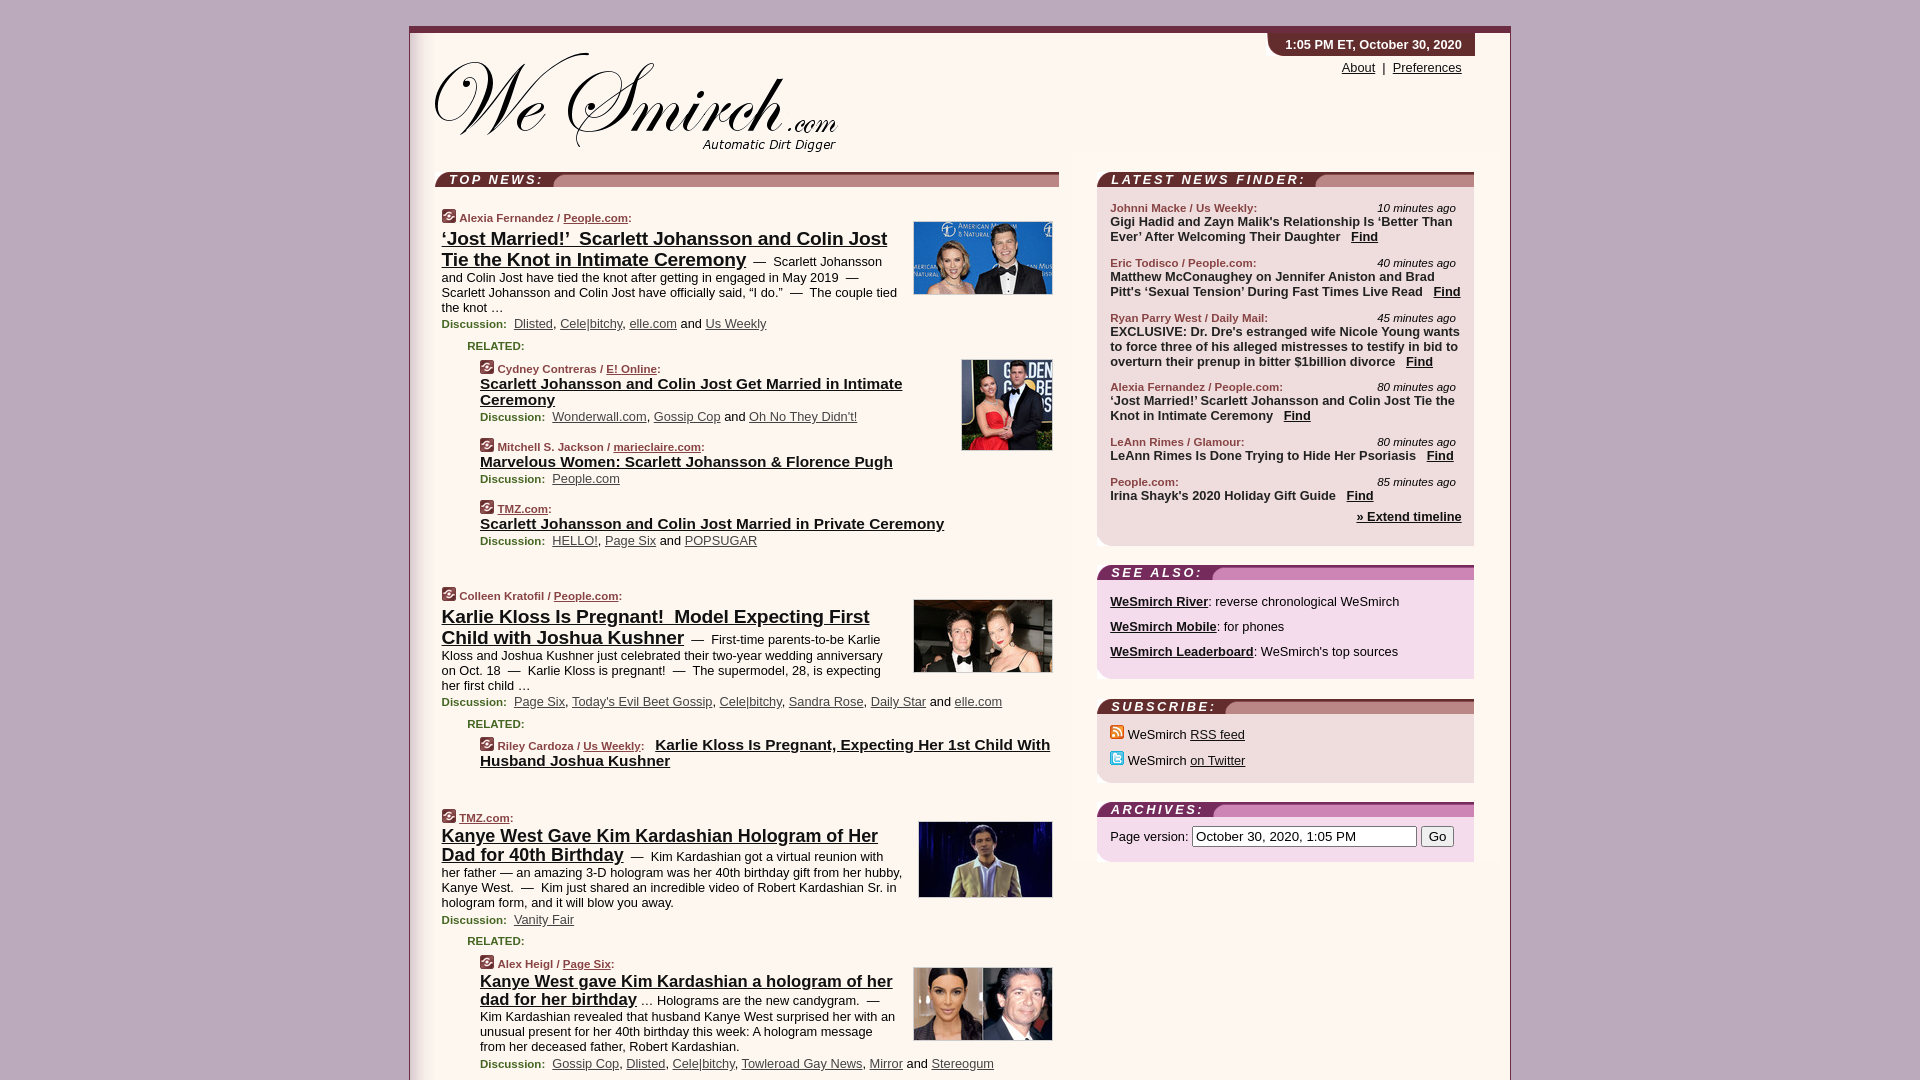 1:05 PM ET, October 30, 2020
About | Preferences
We Smirch .com
Automatic Dirt Digger
TOP NEWS:
Alexia Fernandez / People.com:
‘Just Married!’  Scarlett Johansson and Colin Jost
Tie the Knot in Intimate Ceremony  —  Scarlett Johansson
and Colin Jost have tied the knot after getting in engaged in May 2019  —
Scarlett Johansson and Colin Jost have officially said, “I do.”  —  The couple tied
the knot …
Discussion:  Dlisted, Cele|bitchy, elle.com and Us Weekly
RELATED:
Cydney Contreras / E! Online:
Scarlett Johansson and Colin Jost Get Married in Intimate
Ceremony
Discussion:  Wonderwall.com, Gossip Cop and Oh No They Didn't!
Mitchell S. Jackson / marieclaire.com:
Marvelous Women: Scarlett Johansson & Florence Pugh
Discussion:  People.com
TMZ.com:
Scarlett Johansson and Colin Jost Married in Private Ceremony
Discussion:  HELLO!, Page Six and POPSUGAR
Colleen Kratofil / People.com:
Karlie Kloss Is Pregnant!  Model Expecting First
Child with Joshua Kushner  —  First-time parents-to-be Karlie
Kloss and Joshua Kushner just celebrated their two-year wedding anniversary
on Oct. 18  —  Karlie Kloss is pregnant!  —  The supermodel, 28, is expecting
her first child …
Discussion:  Page Six, Today's Evil Beet Gossip, Cele|bitchy, Sandra Rose, Daily Star and elle.com
RELATED:
Riley Cardoza / Us Weekly:   Karlie Kloss Is Pregnant, Expecting Her 1st Child With
Husband Joshua Kushner
TMZ.com:
Kanye West Gave Kim Kardashian Hologram of Her
Dad for 40th Birthday  —  Kim Kardashian got a virtual reunion with
her father — an amazing 3-D hologram was her 40th birthday gift from her hubby,
Kanye West.  —  Kim just shared an incredible video of Robert Kardashian Sr. in
hologram form, and it will blow you away.
Discussion:  Vanity Fair
RELATED:
Alex Heigl / Page Six:
Kanye West gave Kim Kardashian a hologram of her
dad for her birthday … Holograms are the new candygram.  —
Kim Kardashian revealed that husband Kanye West surprised her with an
unusual present for her 40th birthday this week: A hologram message
from her deceased father, Robert Kardashian.
Discussion:  Gossip Cop, Dlisted, Cele|bitchy, Towleroad Gay News, Mirror and Stereogum
LATEST NEWS FINDER:
Johnni Macke / Us Weekly: 10 minutes ago
Gigi Hadid and Zayn Malik's Relationship Is ‘Better Than
Ever’ After Welcoming Their Daughter   Find
Eric Todisco / People.com: 40 minutes ago
Matthew McConaughey on Jennifer Aniston and Brad
Pitt's ‘Sexual Tension’ During Fast Times Live Read   Find
Ryan Parry West / Daily Mail: 45 minutes ago
EXCLUSIVE: Dr. Dre's estranged wife Nicole Young wants
to force three of his alleged mistresses to testify in bid to
overturn their prenup in bitter $1billion divorce   Find
Alexia Fernandez / People.com: 80 minutes ago
‘Just Married!’ Scarlett Johansson and Colin Jost Tie the
Knot in Intimate Ceremony   Find
LeAnn Rimes / Glamour: 80 minutes ago
LeAnn Rimes Is Done Trying to Hide Her Psoriasis   Find
People.com: 85 minutes ago
Irina Shayk's 2020 Holiday Gift Guide   Find
» Extend timeline
SEE ALSO:
WeSmirch River: reverse chronological WeSmirch
WeSmirch Mobile: for phones
WeSmirch Leaderboard: WeSmirch's top sources
SUBSCRIBE:
WeSmirch RSS feed
WeSmirch on Twitter
ARCHIVES:
Page version: October 30, 2020, 1:05 PM Go